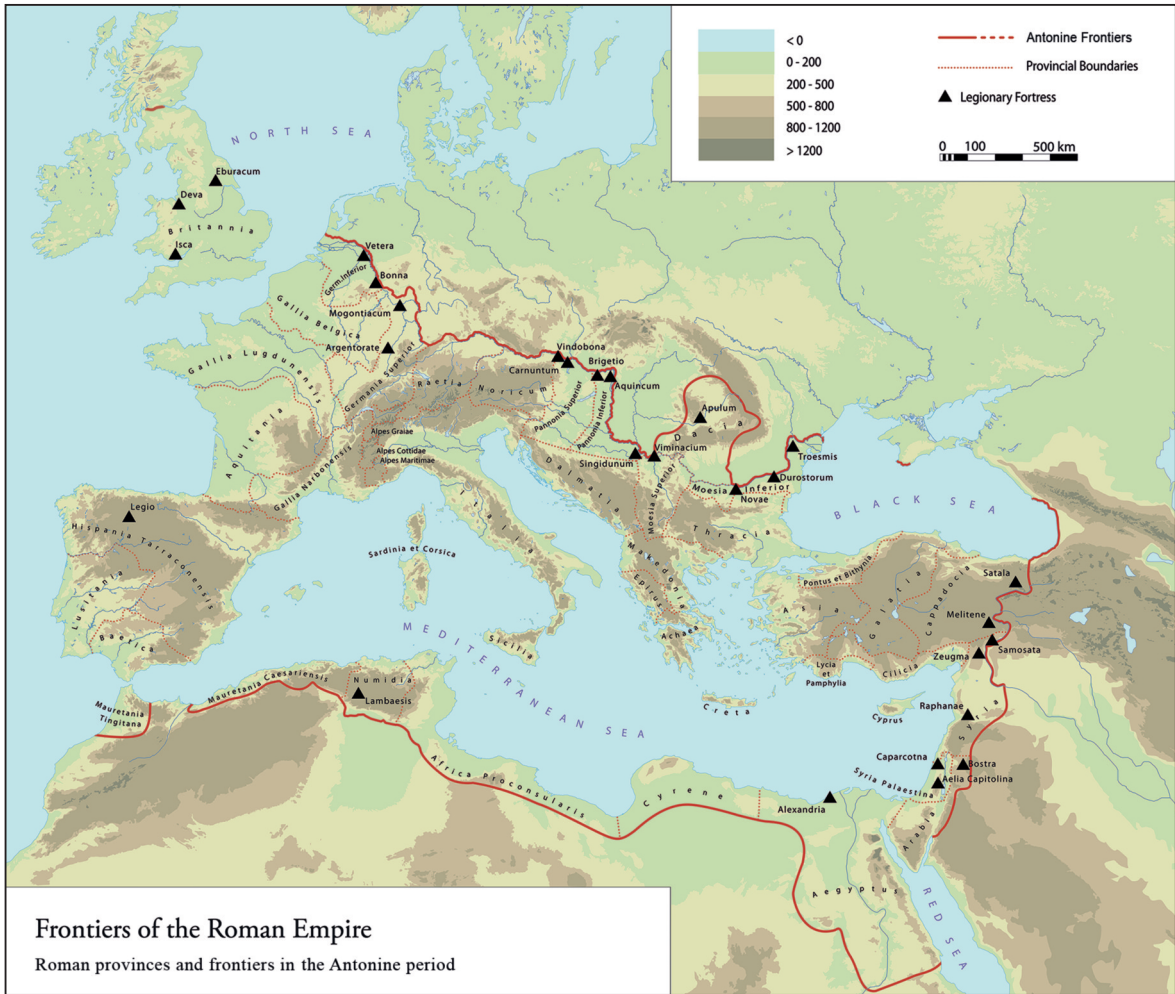 < 0
0 - 200
200 - 500
500 - 800
800 - 1200
> 1200
Antonine Frontiers
Provincial Boundaries
Legionary Fortress
0 100 500 km
NORTH SEA
Eburacum
Deva
Britannia
Isca
Vetera
Germ.Inferior
Bonna
Mogontiacum
Gallia Belgica
Argentorate
Gallia Lugdunensis
Germania Superior
Raetia
Noricum
Vindobona
Carnuntum
Brigetio
Aquincum
Pannonia Superior
Pannonia Inferior
Apulum
Dacia
Aquitania
Alpes Graiae
Alpes Cottidae
Alpes Maritimae
Gallia Narbonensis
Singidunum
Viminacium
Troesmis
Durostorum
Moesia Inferior
Novae
Moesia Superior
Dalmatia
Italia
BLACK SEA
Legio
Hispania Tarraconensis
Lusitania
Baetica
Sardinia et Corsica
Thracia
Makedonia
Epirus
Achaea
Pontus et Bithynia
Satala
Asia
Galatia
Cappadocia
Melitene
Samosata
Zeugma
Lycia
et
Pamphylia
Cilicia
MEDITERRANEAN SEA
Sicilia
Mauretania Caesariensis
Numidia
Lambaesis
Mauretania
Tingitana
Creta
Cyprus
Raphanae
Syria
Caparcotna
Bostra
Syria Palaestina
Aelia Capitolina
Africa Proconsularis
Cyrene
Alexandria
Arabia
Aegyptus
RED SEA
Frontiers of the Roman Empire
Roman provinces and frontiers in the Antonine period